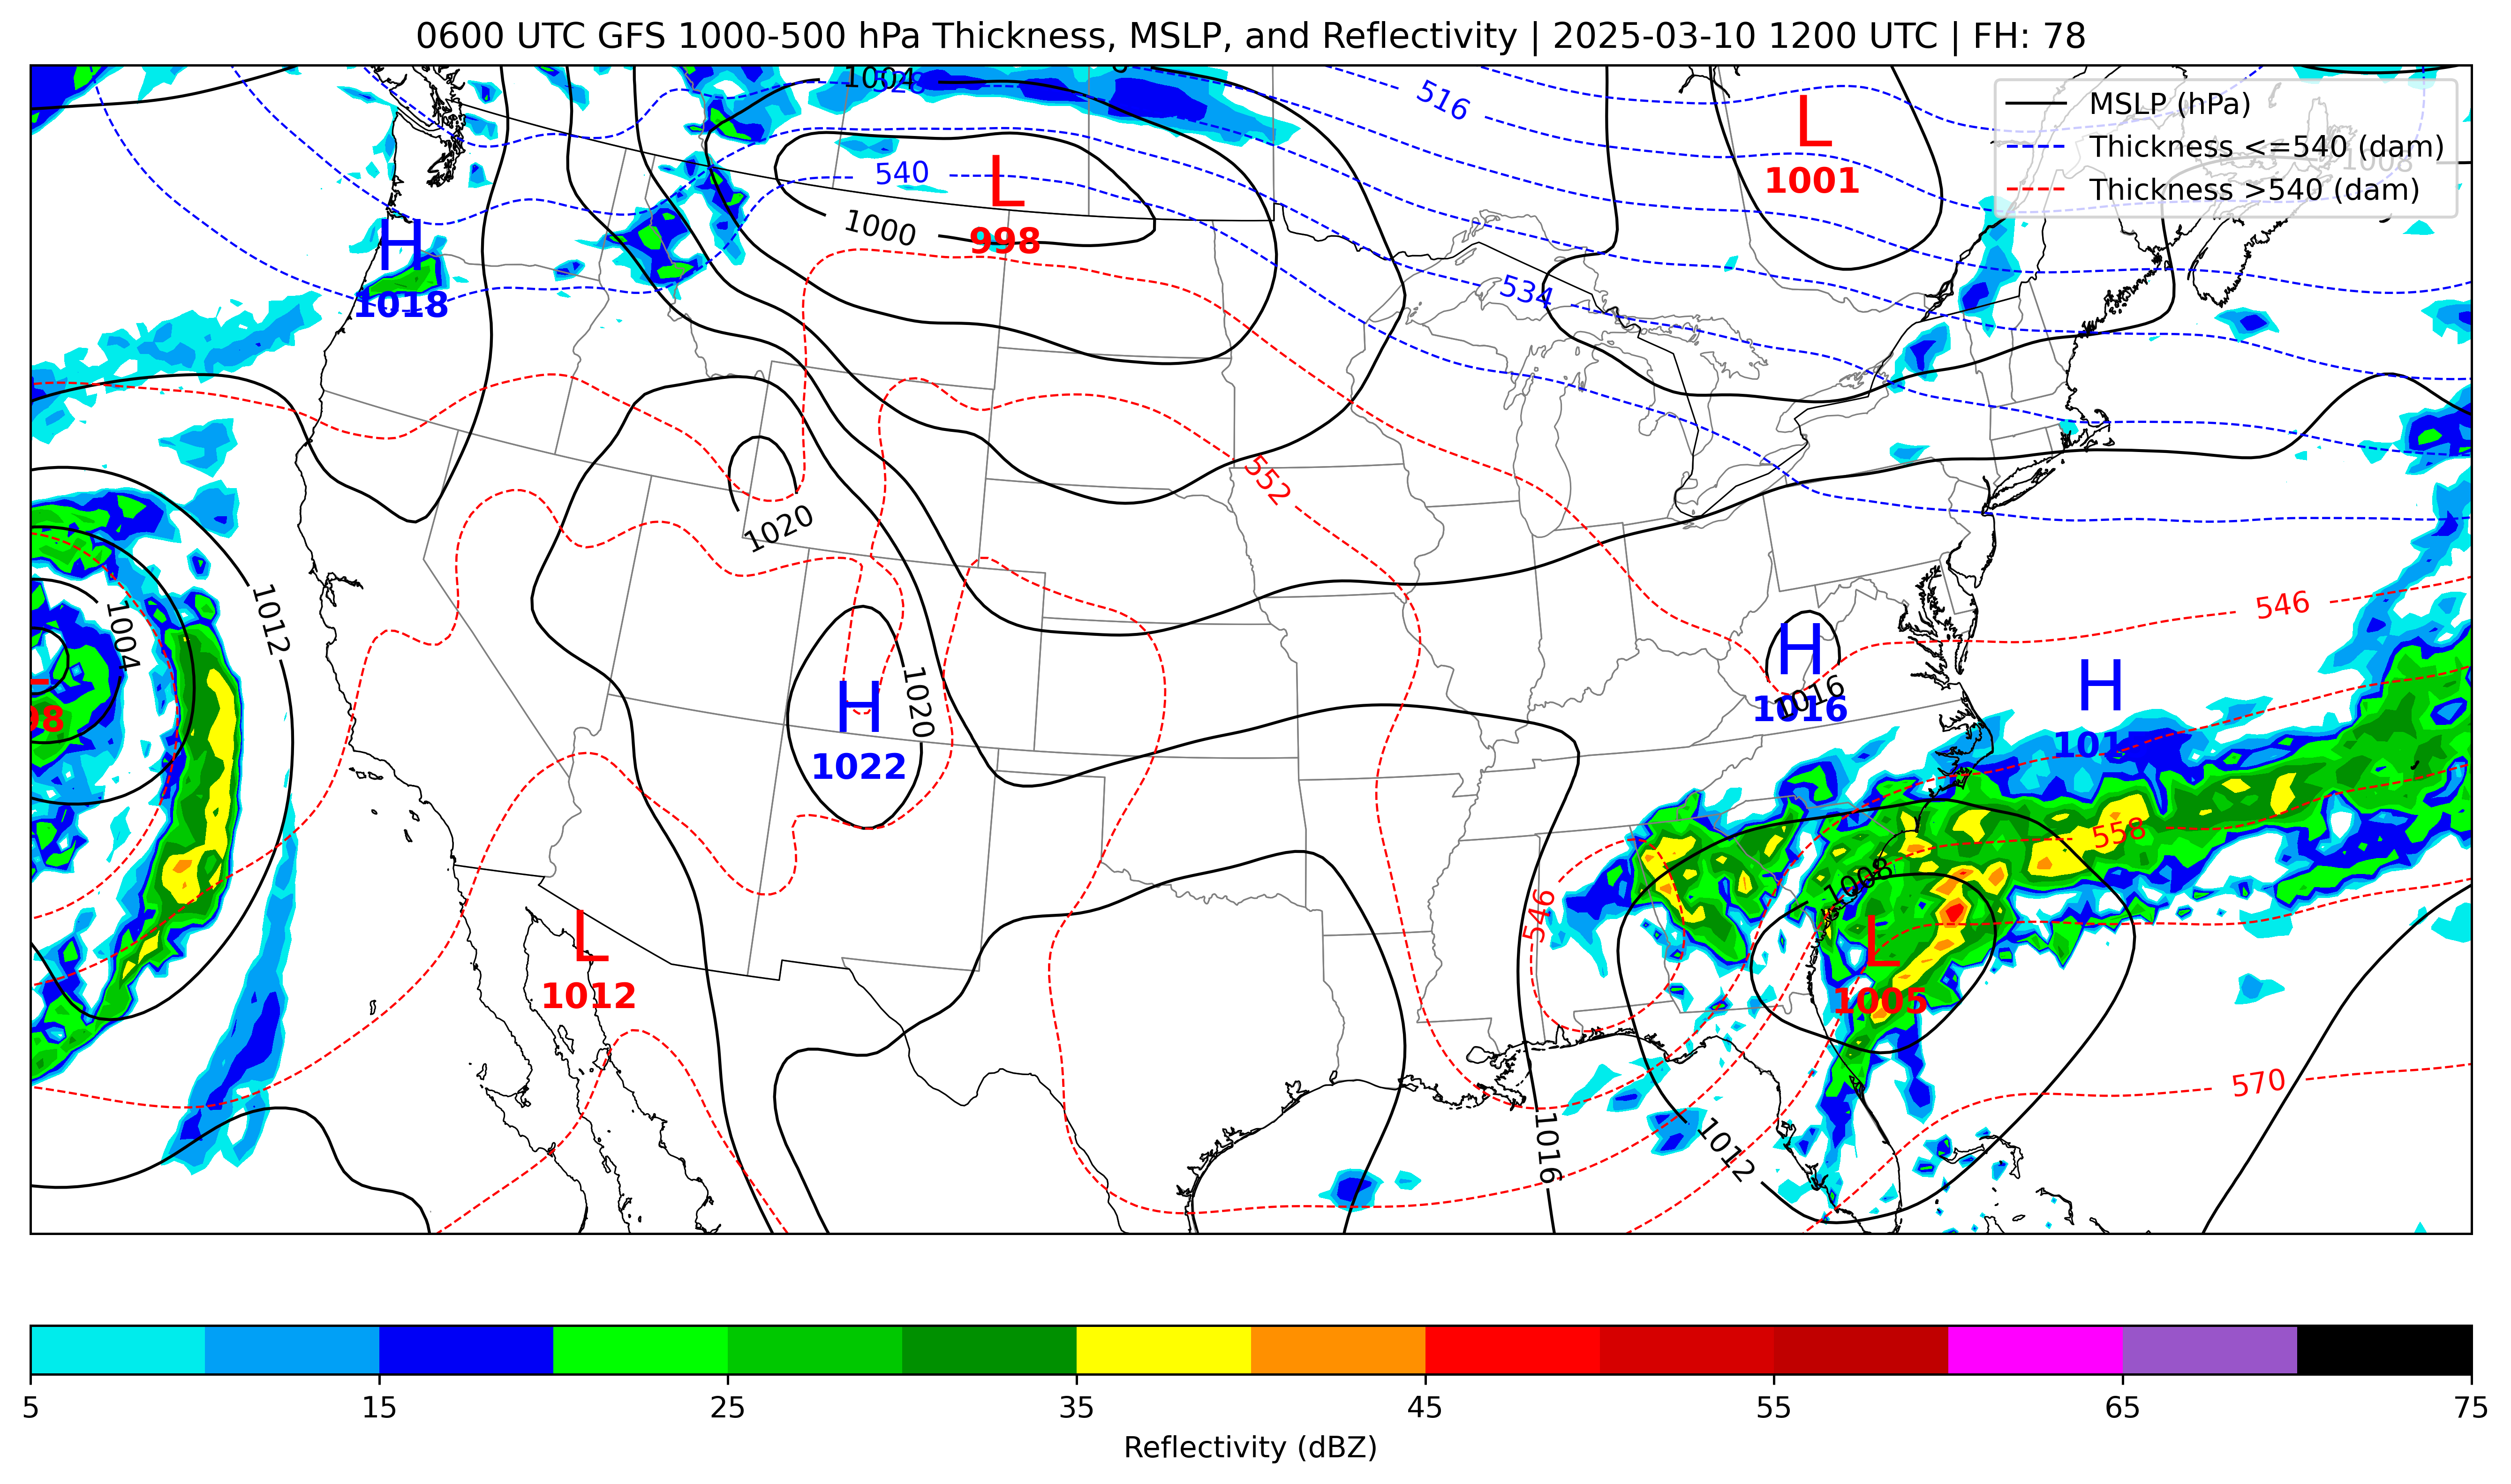 0600 UTC GFS 1000-500 hPa Thickness, MSLP, and Reflectivity | 2025-03-10 1200 UTC | FH: 78
MSLP (hPa)
Thickness <=540 (dam)
Thickness >540 (dam)
1004
528
516
L
1001
1008
540
L
998
1000
H
1018
534
552
1020
1012
1004
546
H
1016
1016
H
1020
H
1022
L
98
558
1008
546
L
1005
L
1012
570
1016
1012
5
15
25
35
45
55
65
75
Reflectivity (dBZ)